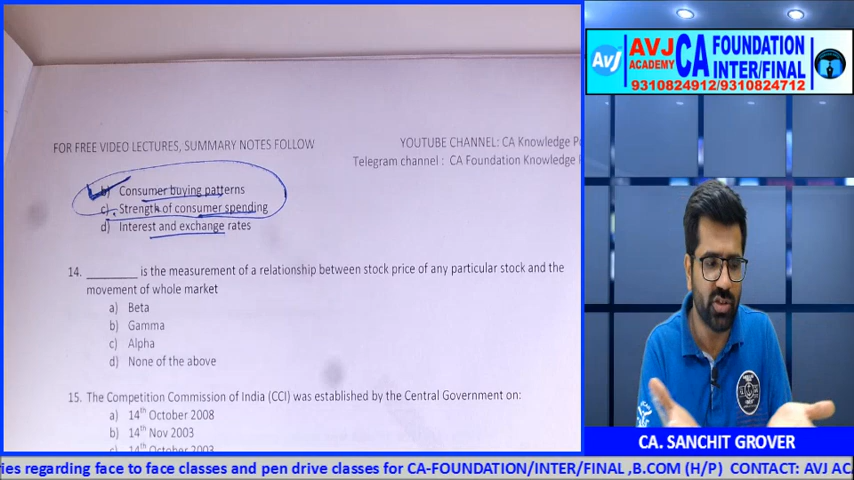 FOR FREE VIDEO LECTURES, SUMMARY NOTES FOLLOW
YOUTUBE CHANNEL: CA Knowledge
Telegram channel : CA Foundation Knowledge
b) Consumer buying patterns
c) Strength of consumer spending
d) Interest and exchange rates
14. ________ is the measurement of a relationship between stock price of any particular stock and the
movement of whole market
a) Beta
b) Gamma
c) Alpha
d) None of the above
15. The Competition Commission of India (CCI) was established by the Central Government on:
a) 14th October 2008
b) 14th Nov 2003
c) 14th October 2003
AVJ
AVJ
ACADEMY
CA
FOUNDATION
INTER/FINAL
9310824912/9310824712
CA. SANCHIT GROVER
regarding face to face classes and pen drive classes for CA-FOUNDATION/INTER/FINAL ,B.COM (H/P) CONTACT: AVJ